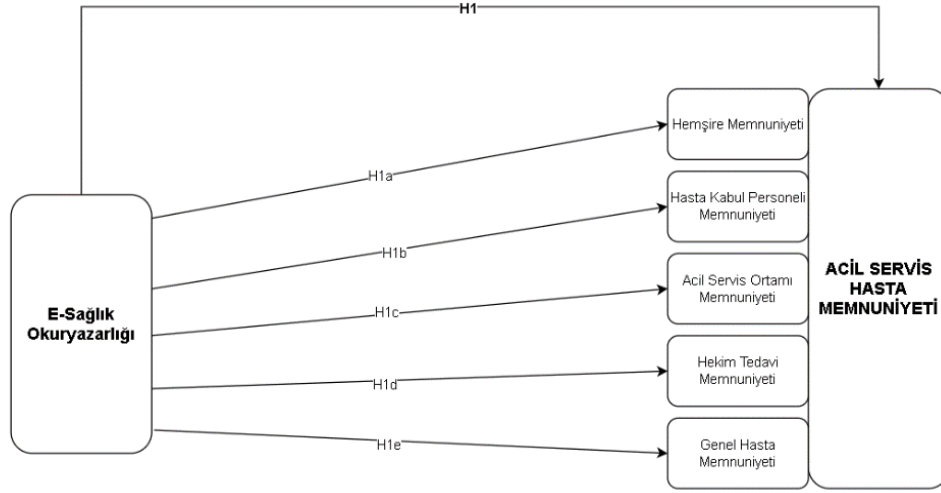 H1
Hemşire Memnuniyeti
H1a
Hasta Kabul Personeli
Memnuniyeti
H1b
E-Sağlık
Okuryazarlığı
Acil Servis Ortamı
Memnuniyeti
H1c
ACİL SERVİS
HASTA
MEMNUNİYETİ
Hekim Tedavi
Memnuniyeti
H1d
Genel Hasta
Memnuniyeti
H1e